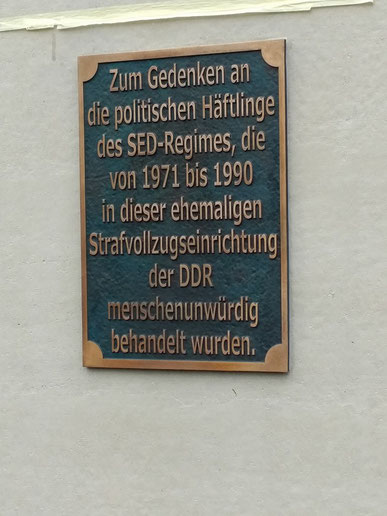 Zum Gedenken an
die politischen Häftlinge
des SED-Regimes, die
von 1971 bis 1990
in dieser ehemaligen
Strafvollzugseinrichtung
der DDR
menschenunwürdig
behandelt wurden.